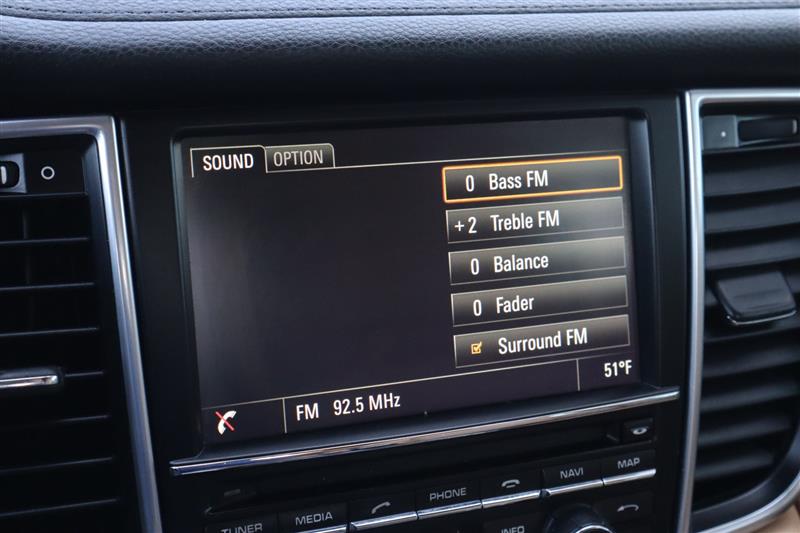 SOUND OPTION
0 Bass FM
+2 Treble FM
0 Balance
0 Fader
Surround FM
FM 92.5 MHz 51°F
TUNER MEDIA PHONE NAVI MAP
INFO